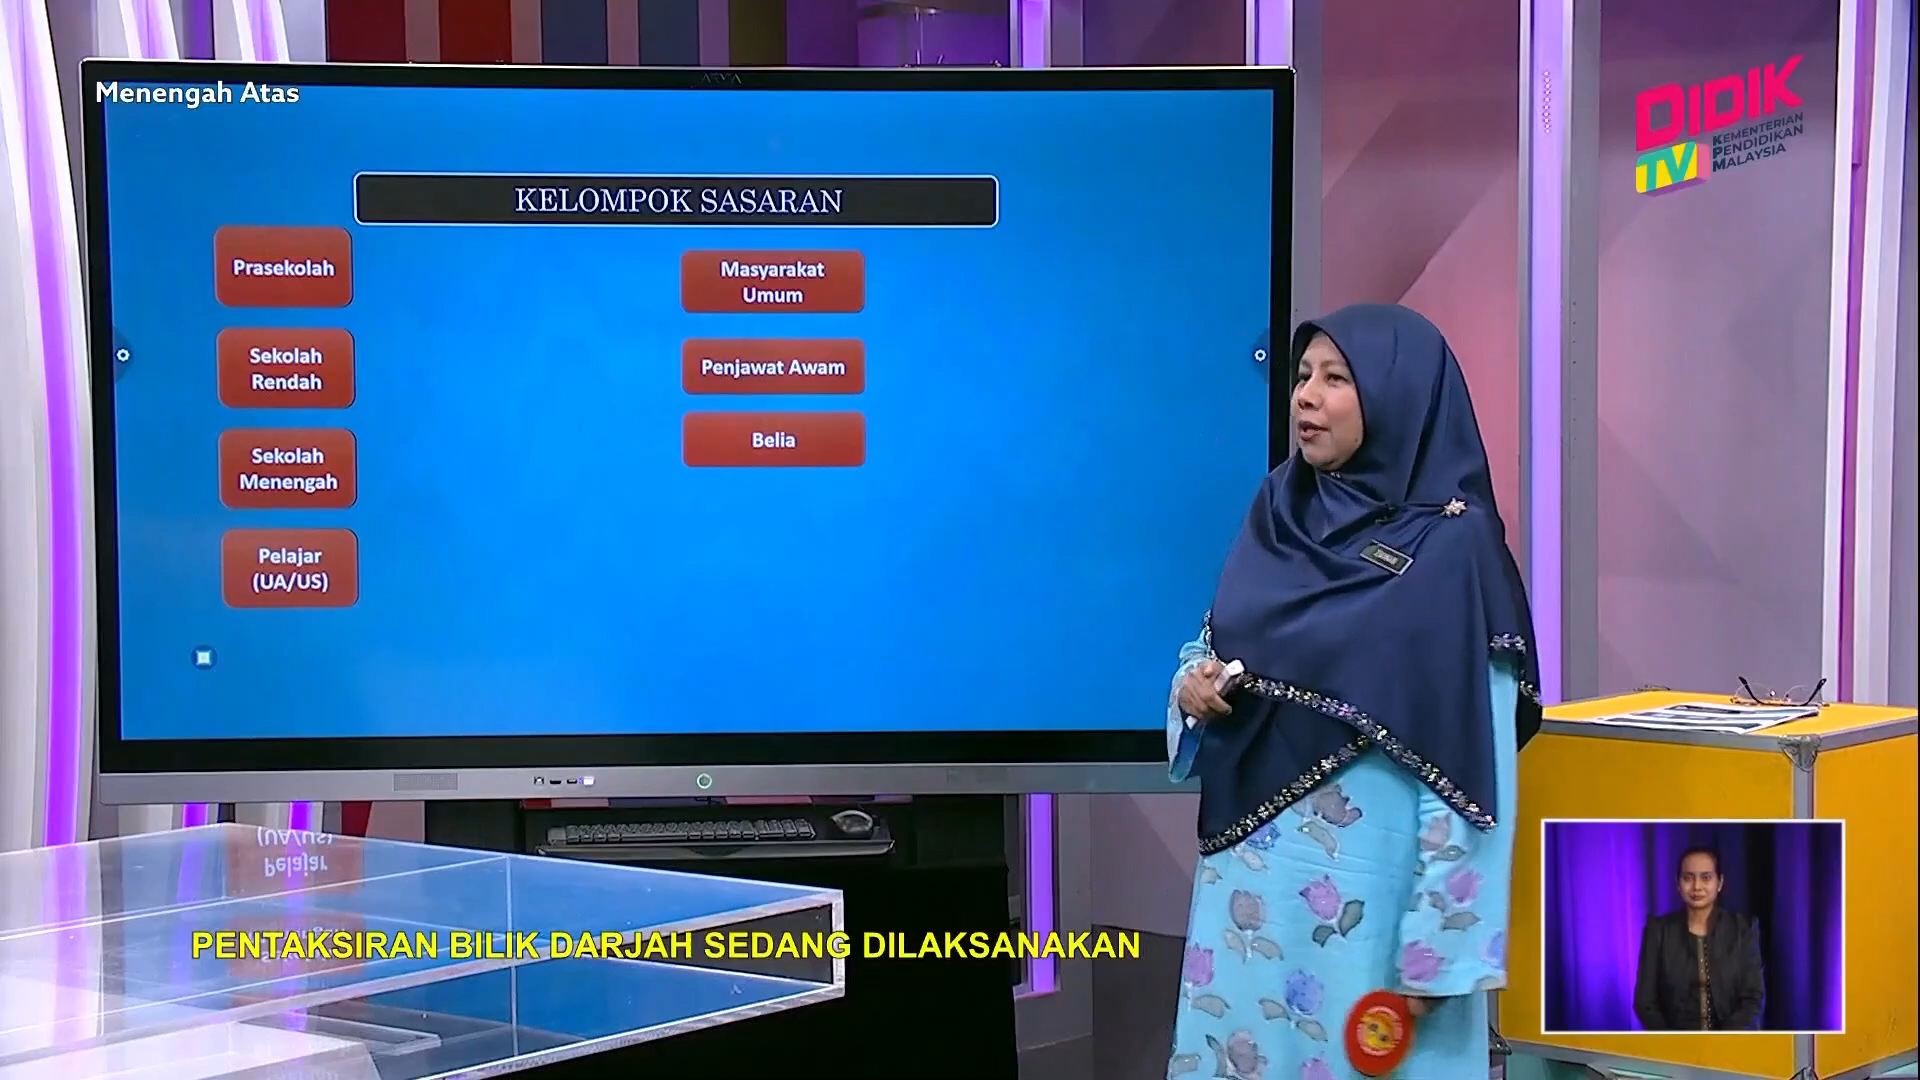 Menengah Atas
KELOMPOK SASARAN
Prasekolah
Sekolah
Rendah
Sekolah
Menengah
Pelajar
(UA/US)
Masyarakat
Umum
Penjawat Awam
Belia
DIDIK
TV
KEMENTERIAN
PENDIDIKAN
MALAYSIA
PENTAKSIRAN BILIK DARJAH SEDANG DILAKSANAKAN